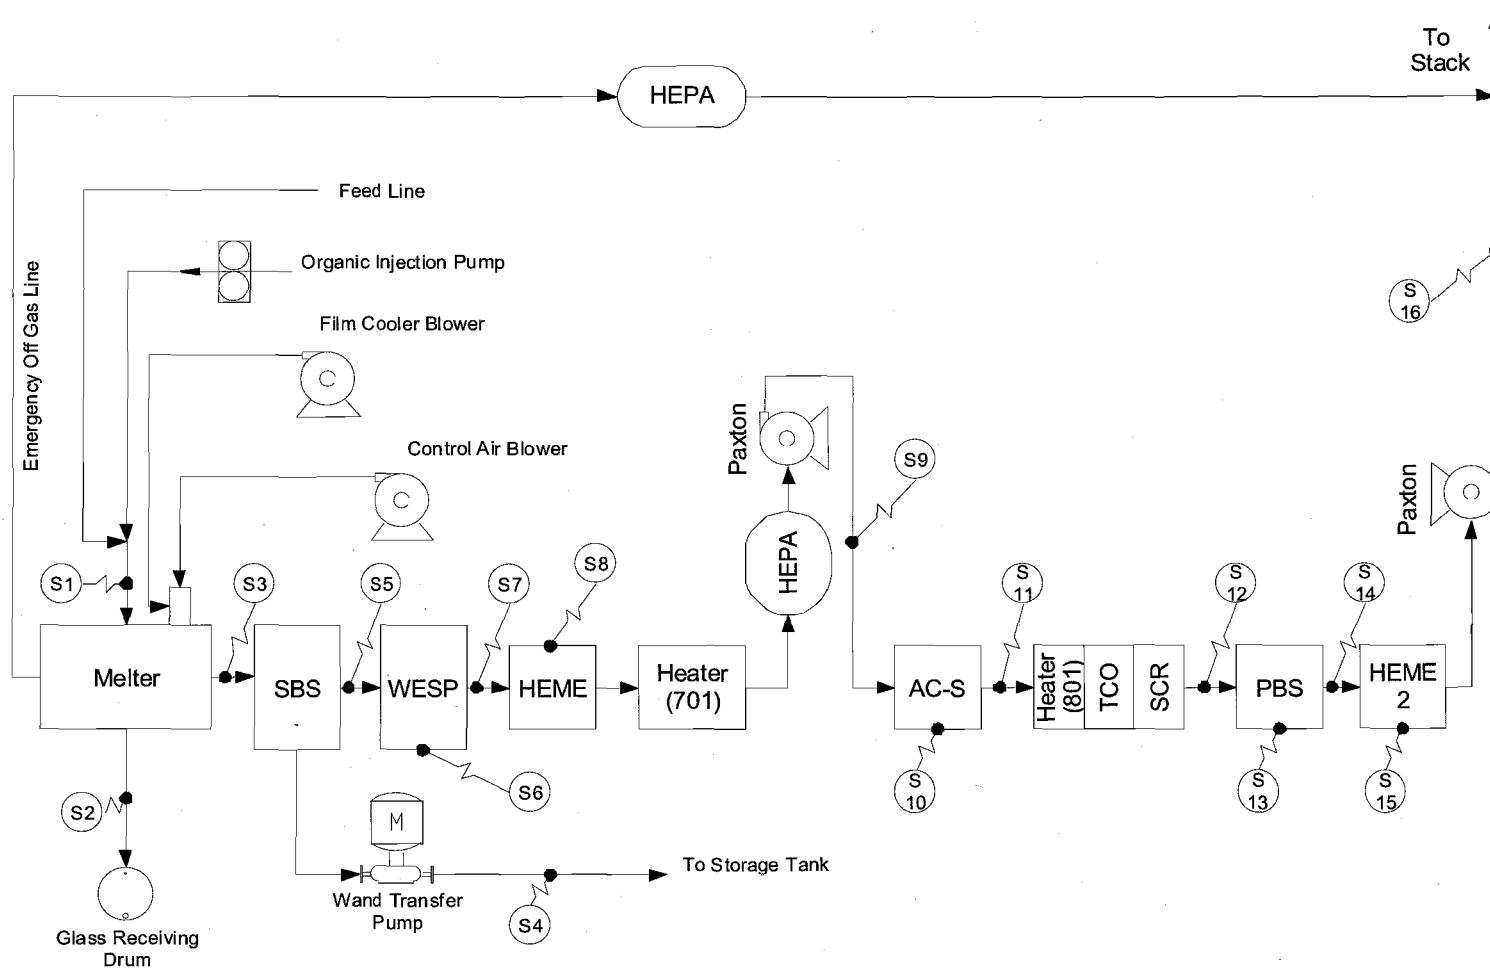 To
Stack
HEPA
Feed Line
Organic Injection Pump
Emergency Off Gas Line
S
16
Film Cooler Blower
C
Control Air Blower
C
Paxton
C
S9
Paxton
C
HEPA
S1
S3
S5
S7
S8
S
11
S
12
S
14
Melter
SBS
WESP
HEME
Heater
(701)
AC-S
Heater
(801)
TCO
SCR
PBS
HEME
2
S2
S6
S
10
S
13
S
15
M
To Storage Tank
Wand Transfer
Pump
S4
Glass Receiving
Drum